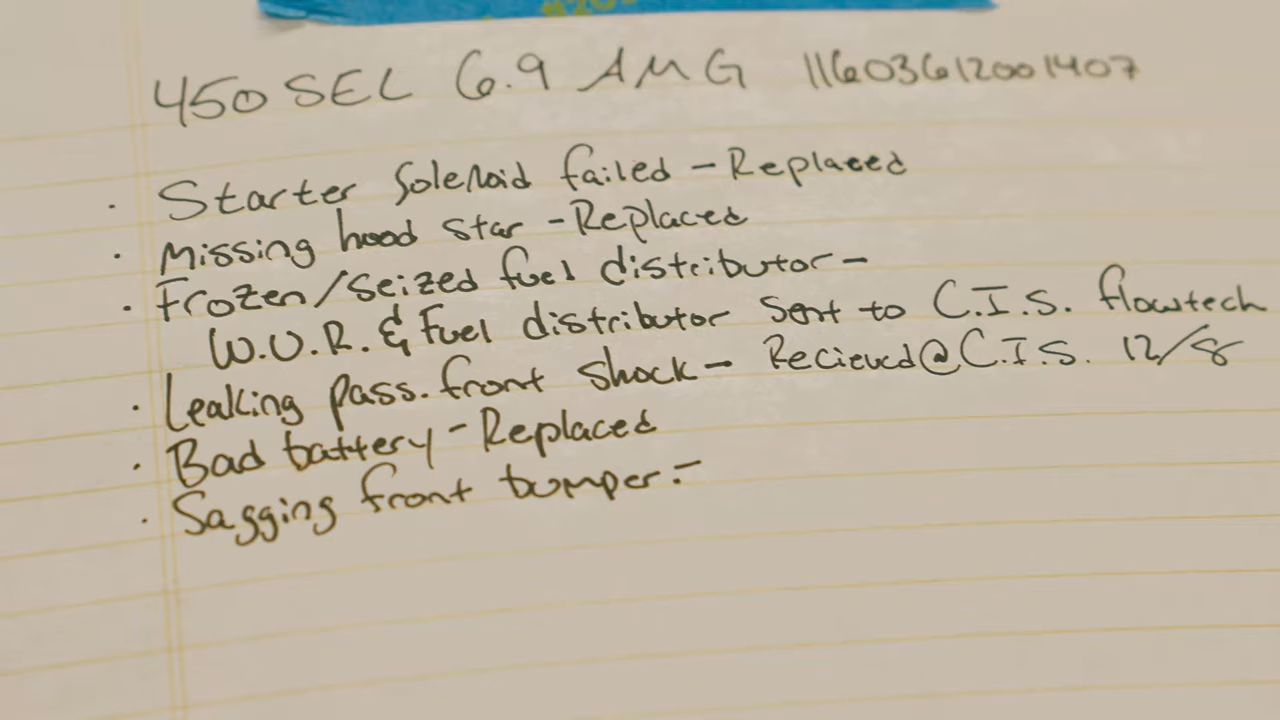 450 SEL 6.9 AMG 11603612001407
· Starter Solenoid failed - Replaced
· Missing hood star - Replaced
· Frozen/Seized fuel distributor -
W.U.R. & Fuel distributor Sent to C.I.S. flowtech
· Leaking pass. front shock - Recieved @ C.I.S. 12/8
· Bad battery - Replaced
· Sagging front bumper: -